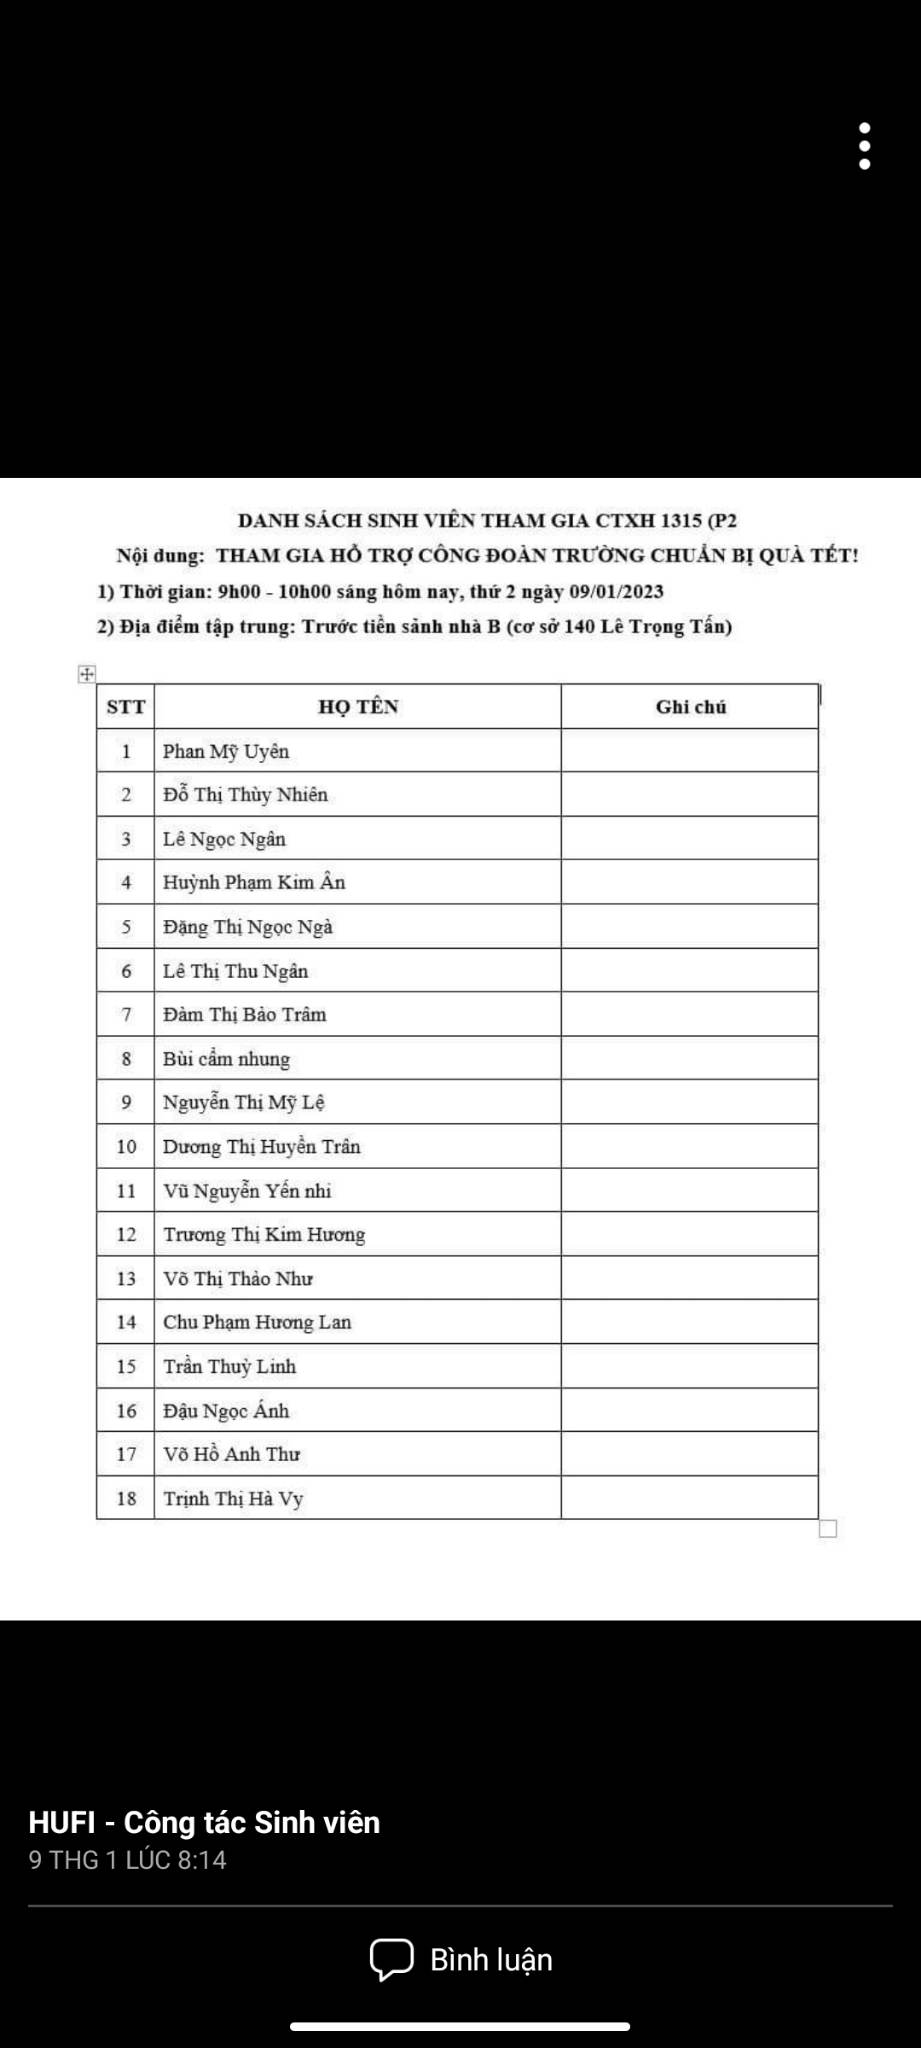 DANH SÁCH SINH VIÊN THAM GIA CTXH 1315 (P2
Nội dung: THAM GIA HỖ TRỢ CÔNG ĐOÀN TRƯỜNG CHUẨN BỊ QUÀ TẾT!
1) Thời gian: 9h00 - 10h00 sáng hôm nay, thứ 2 ngày 09/01/2023
2) Địa điểm tập trung: Trước tiền sảnh nhà B (cơ sở 140 Lê Trọng Tấn)
STT HỌ TÊN Ghi chú
1 Phan Mỹ Uyên
2 Đỗ Thị Thùy Nhiên
3 Lê Ngọc Ngân
4 Huỳnh Phạm Kim Ân
5 Đặng Thị Ngọc Ngà
6 Lê Thị Thu Ngân
7 Đàm Thị Bảo Trâm
8 Bùi cẩm nhung
9 Nguyễn Thị Mỹ Lệ
10 Dương Thị Huyền Trân
11 Vũ Nguyễn Yến nhi
12 Trương Thị Kim Hương
13 Võ Thị Thảo Như
14 Chu Phạm Hương Lan
15 Trần Thuỳ Linh
16 Đậu Ngọc Ánh
17 Võ Hồ Anh Thư
18 Trịnh Thị Hà Vy
HUFI - Công tác Sinh viên
9 THG 1 LÚC 8:14
Bình luận